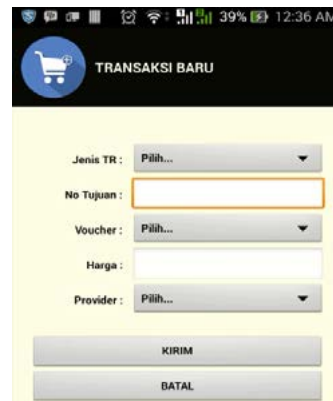 39% 12:36 AM
TRANSAKSI BARU
Jenis TR : Pilih...
No Tujuan :
Voucher : Pilih...
Harga :
Provider : Pilih...
KIRIM
BATAL